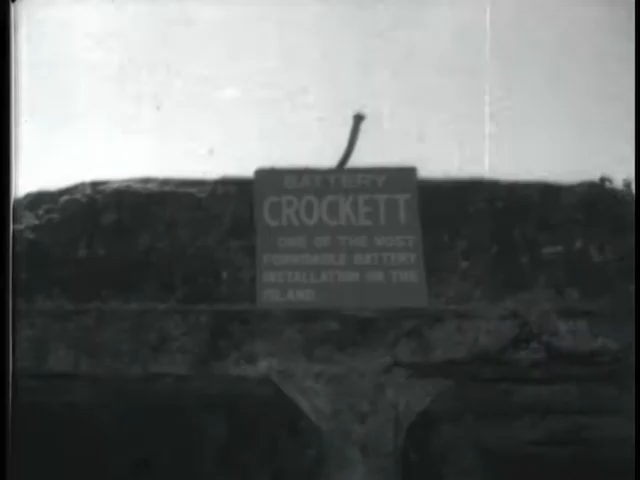 BATTERY
CROCKETT
ONE OF THE MOST
FORMIDABLE BATTERY
INSTALLATION ON THE
ISLAND